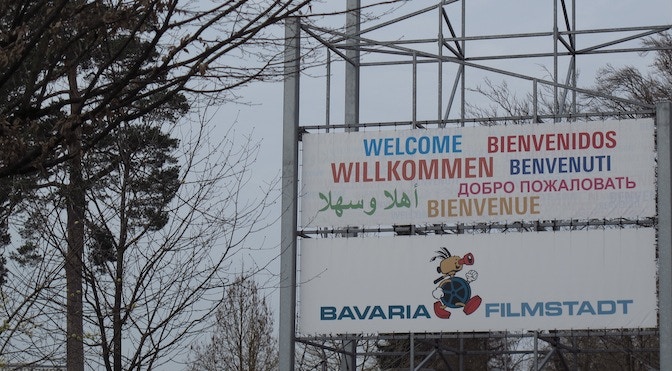 WELCOME BIENVENIDOS
WILLKOMMEN BENVENUTI
ДОБРО ПОЖАЛОВАТЬ
أهلا وسهلا
BIENVENUE
BAVARIA FILMSTADT